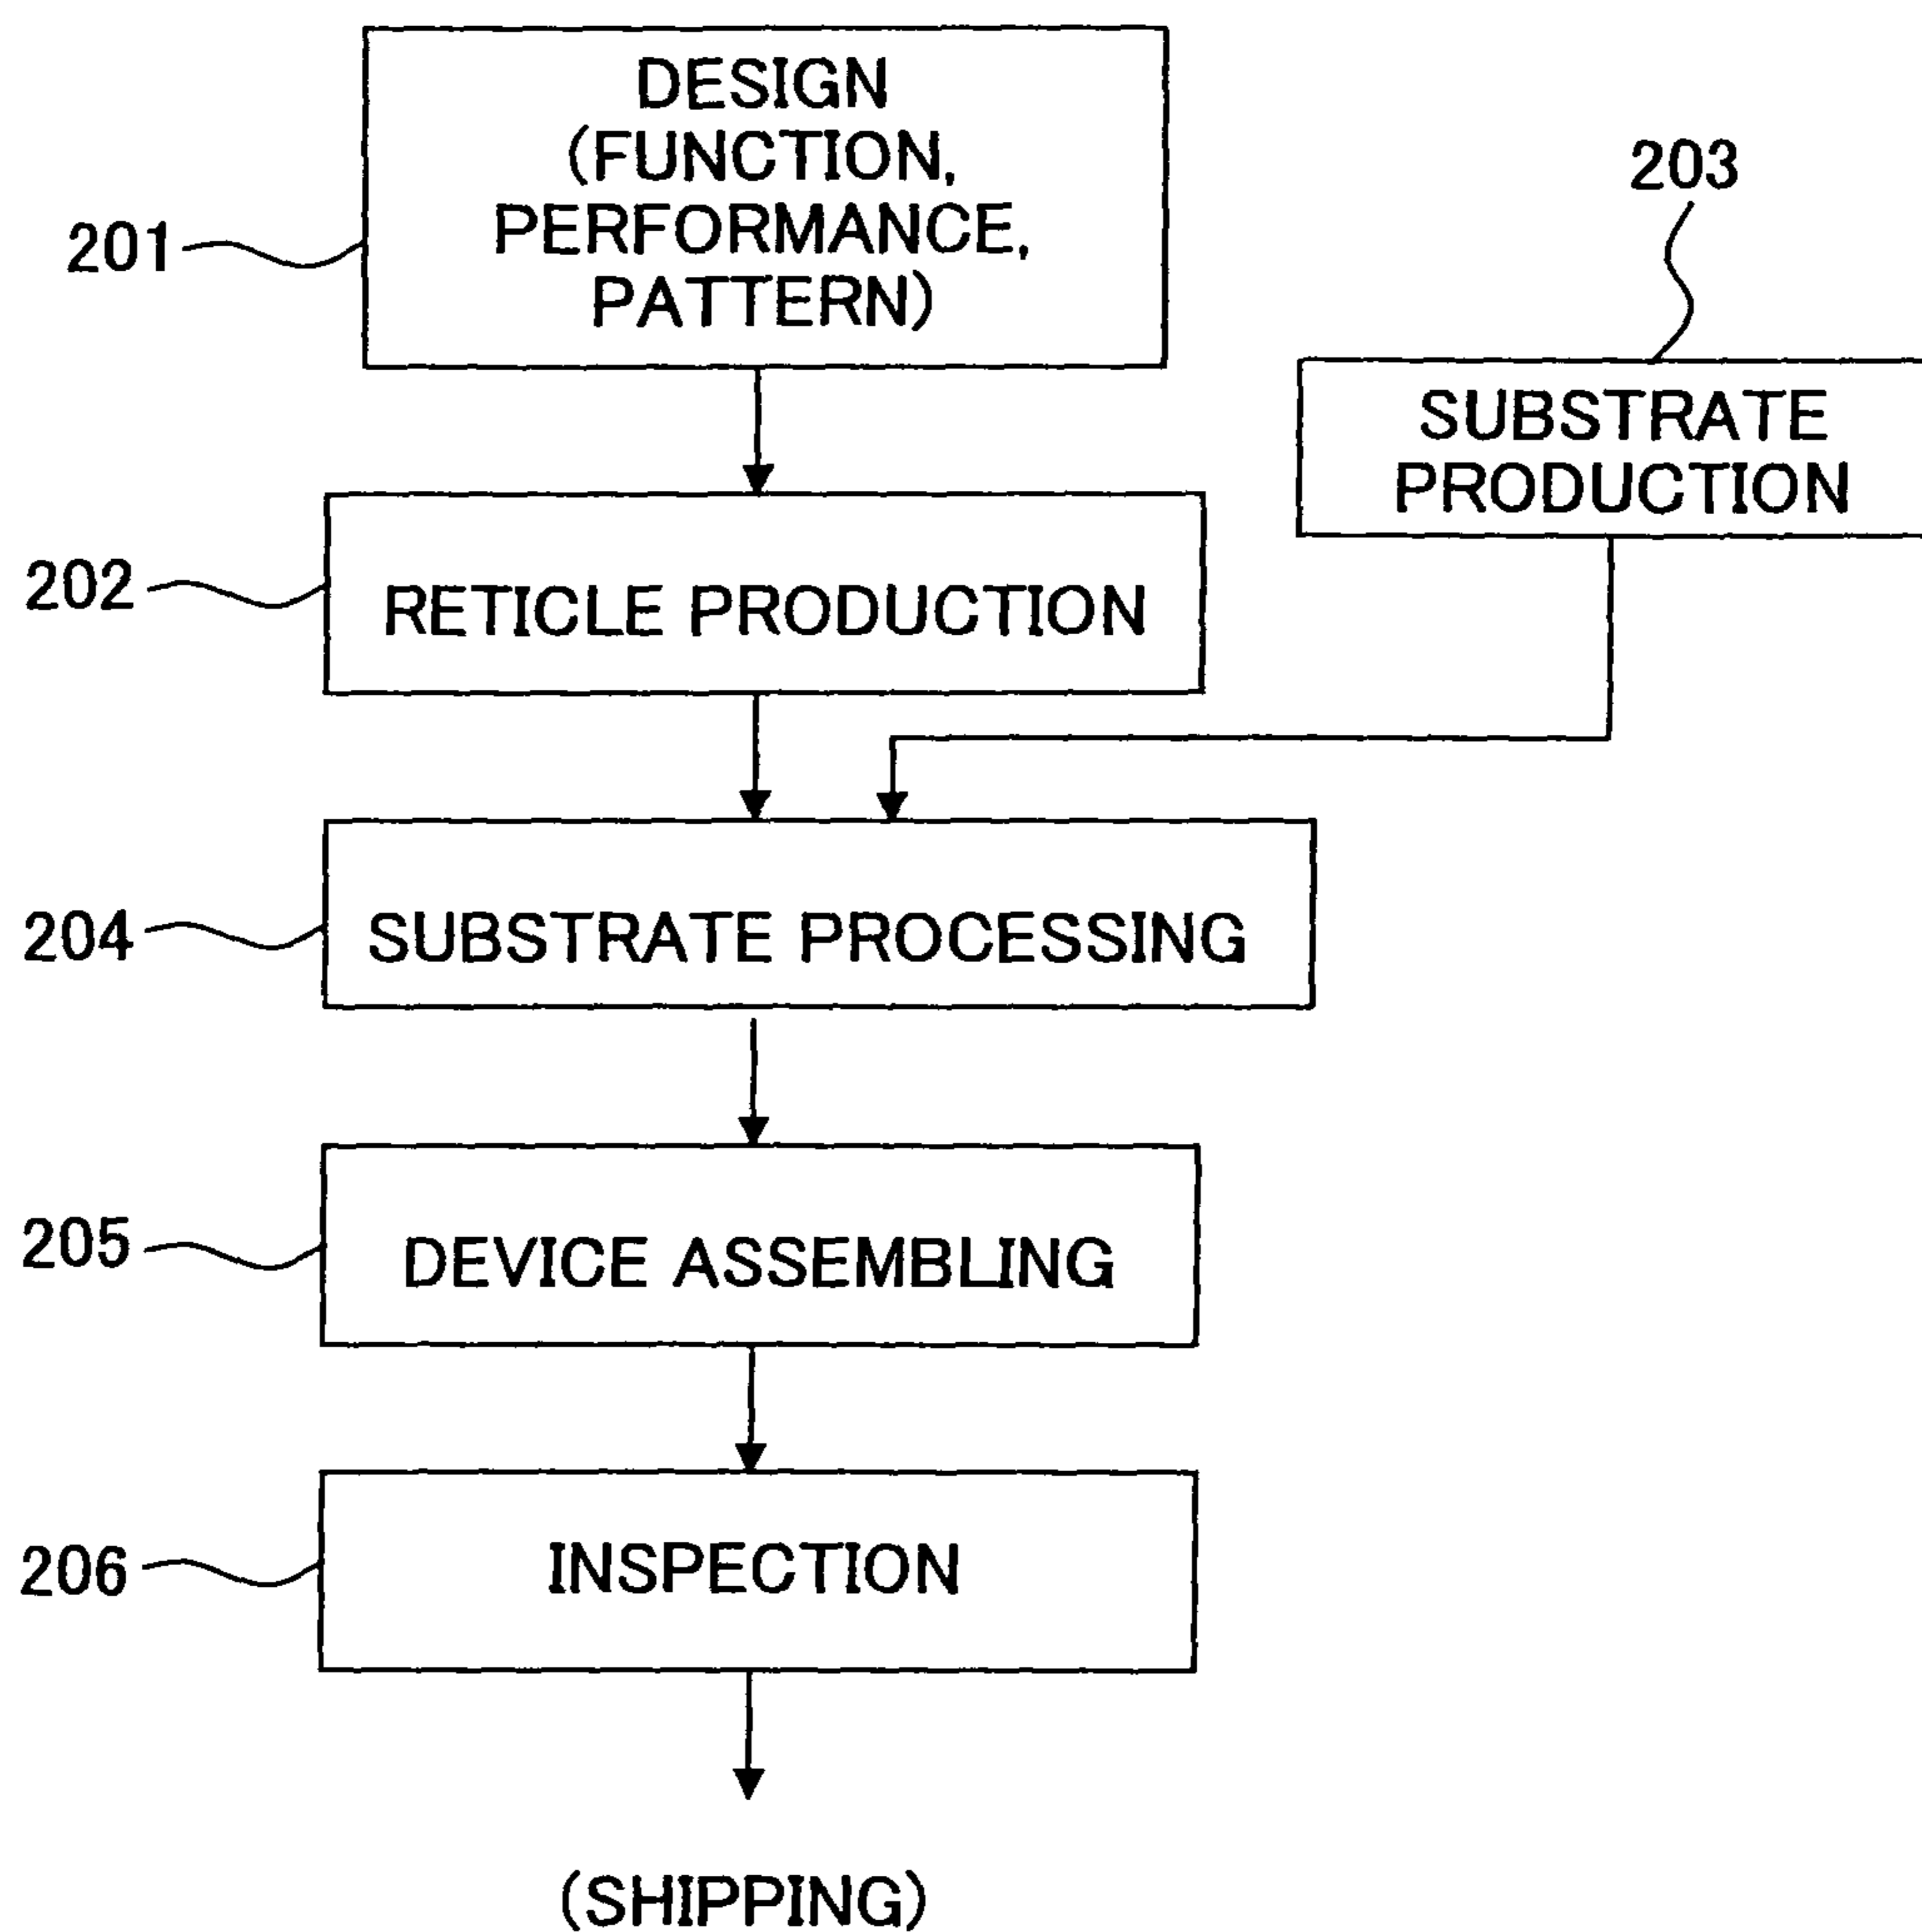 DESIGN
(FUNCTION,
PERFORMANCE,
PATTERN)
201
203
SUBSTRATE
PRODUCTION
202
RETICLE PRODUCTION
204
SUBSTRATE PROCESSING
205
DEVICE ASSEMBLING
206
INSPECTION
(SHIPPING)